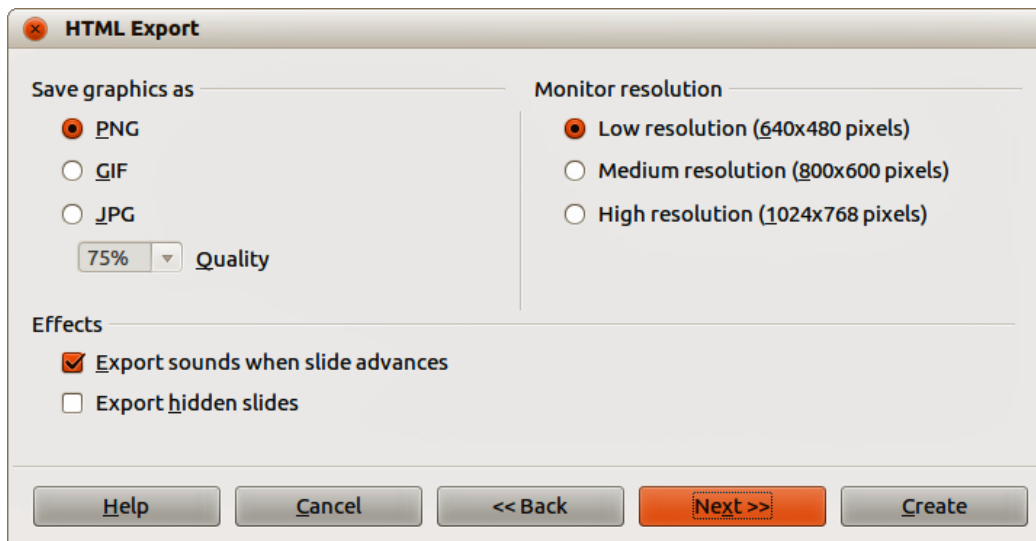 HTML Export
Save graphics as
PNG
GIF
JPG
75% Quality
Monitor resolution
Low resolution (640x480 pixels)
Medium resolution (800x600 pixels)
High resolution (1024x768 pixels)
Effects
Export sounds when slide advances
Export hidden slides
Help Cancel << Back Next >> Create